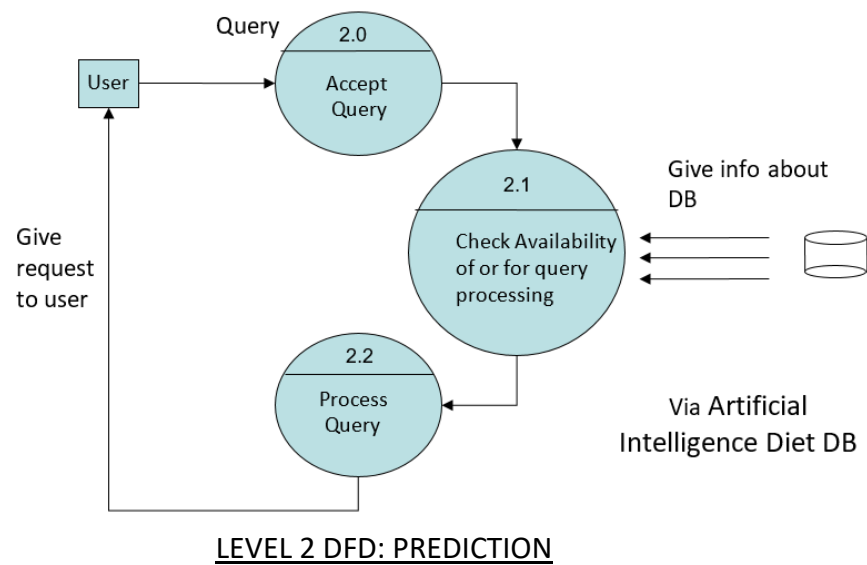 Query
2.0
Accept
Query
User
2.1
Check Availability
of or for query
processing
Give info about
DB
Give
request
to user
2.2
Process
Query
Via Artificial
Intelligence Diet DB
LEVEL 2 DFD: PREDICTION